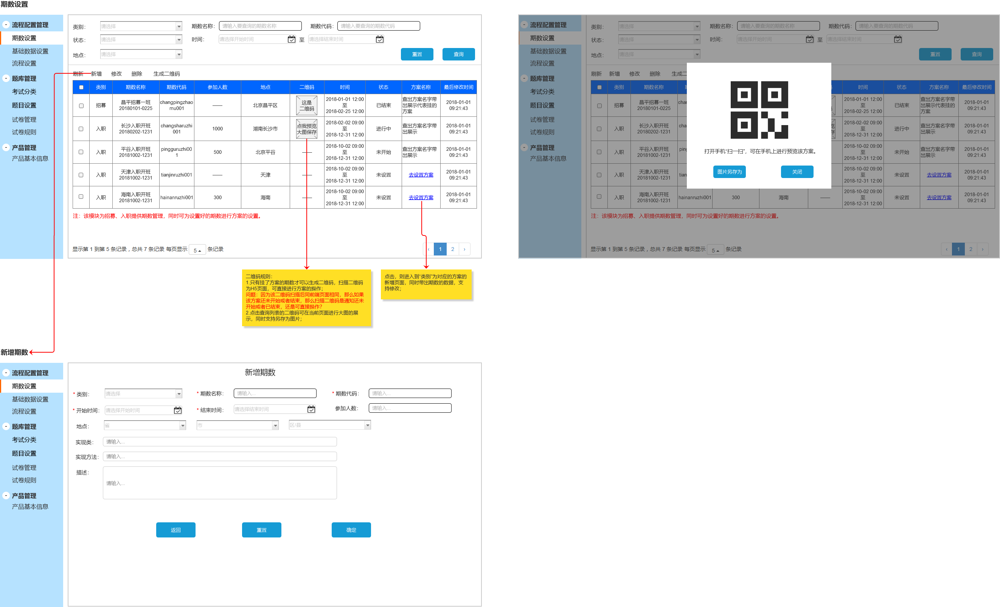 期数设置
- 流程配置管理
期数设置
基础数据设置
流程设置
- 题库管理
考试分类
题目设置
试卷管理
试卷规则
- 产品管理
产品基本信息
类别： 请选择 期数名称： 请输入要查询的期数名称 期数代码： 请输入要查询的期数代码
状态： 请选择 时间： 请选择开始时间 至 请选择结束时间
地点： 请选择 重置 查询
刷新 新增 修改 删除 生成二维码
类别 期数名称 期数代码 参加人数 地点 二维码 时间 状态 方案名称 最后修改时间
招募 昌平招募一班 20180101-0225 changpingzhaomu001 —— 北京昌平区 这是二维码 2018-01-01 12:00 至 2018-02-25 12:00 已结束 查出方案名字带出展示代表挂的方案 2018-01-01 09:21:43
入职 长沙入职开班 20180202-1231 changsharuzhi001 1000 湖南长沙市 点我预览大图保存 2018-02-02 09:00 至 2018-12-31 12:00 进行中 查出方案名字带出展示 2018-01-01 09:21:43
入职 平谷入职开班 20181002-1231 pingguruzhi001 500 北京平谷 —— 2018-10-02 09:00 至 2018-12-31 12:00 未开始 查出方案名字带出展示 2018-01-01 09:21:43
入职 天津入职开班 20181002-1231 tianjinruzhi001 —— 天津 —— 2018-10-02 09:00 至 2018-12-31 12:00 未设置 去设置方案 2018-01-01 09:21:43
入职 海南入职开班 20181002-1231 hainanruzhi001 300 海南 —— 2018-10-02 09:00 至 2018-12-31 12:00 未设置 去设置方案 2018-01-01 09:21:43
注：该模块为招募、入职提供期数管理，同时可为设置好的期数进行方案的设置。
显示第 1 到第 5 条记录，总共 7 条记录 每页显示 5 条记录 ‹ 1 2 ›
二维码规则：
1.只有挂了方案的期数才可以生成二维码，扫描二维码
为H5页面，可直接进行方案的操作；
问题：因为该二维码扫描后同前端页面相同，那么如果
该方案还未开始或者结束，那么扫描二维码是通知还未
开始或者已结束，还是可直接操作？
2.点击查询列表的二维码可在当前页面进行大图的展
示，同时支持另存为图片；
点击，则进入到“类别”为对应的方案的
新增页面，同时带出期数的数据，支
持修改；
- 流程配置管理
期数设置
基础数据设置
流程设置
- 题库管理
考试分类
题目设置
试卷管理
试卷规则
- 产品管理
产品基本信息
类别： 请选择 期数名称： 请输入要查询的期数名称 期数代码： 请输入要查询的期数代码
状态： 请选择 时间： 请选择开始时间 至 请选择结束时间
地点： 请选择 重置 查询
刷新 新增 修改 删除 生成二
类别 期数名称 时间 状态 方案名称 最后修改时间
招募 昌平招募一班 20180101-0225 chan 2018-01-01 12:00 至 2018-02-25 12:00 已结束 查出方案名字带出展示代表挂的方案 2018-01-01 09:21:43
入职 长沙入职开班 20180202-1231 cha 2018-02-02 09:00 至 2018-12-31 12:00 进行中 查出方案名字带出展示 2018-01-01 09:21:43
入职 平谷入职开班 20181002-1231 ping 2018-10-02 09:00 至 2018-12-31 12:00 未开始 查出方案名字带出展示 2018-01-01 09:21:43
入职 天津入职开班 20181002-1231 tian 2018-10-02 09:00 至 2018-12-31 12:00 未设置 去设置方案 2018-01-01 09:21:43
入职 海南入职开班 20181002-1231 hainanruzhi001 300 海南 —— 2018-10-02 09:00 至 2018-12-31 12:00 未设置 去设置方案 2018-01-01 09:21:43
打开手机“扫一扫”，可在手机上进行预览该方案。
图片另存为 关闭
注：该模块为招募、入职提供期数管理，同时可为设置好的期数进行方案的设置。
显示第 1 到第 5 条记录，总共 7 条记录 每页显示 5 条记录 ‹ 1 2 ›
新增期数
- 流程配置管理
期数设置
基础数据设置
流程设置
- 题库管理
考试分类
题目设置
试卷管理
试卷规则
- 产品管理
产品基本信息
新增期数
* 类别： 请选择 * 期数名称： 请输入... * 期数代码： 请输入...
* 开始时间： 请选择开始时间 * 结束时间： 请选择结束时间 参加人数： 请输入...
地点： 省 市 区/县
实现类： 请输入...
实现方法： 请输入...
描述： 请输入...
返回 重置 确定